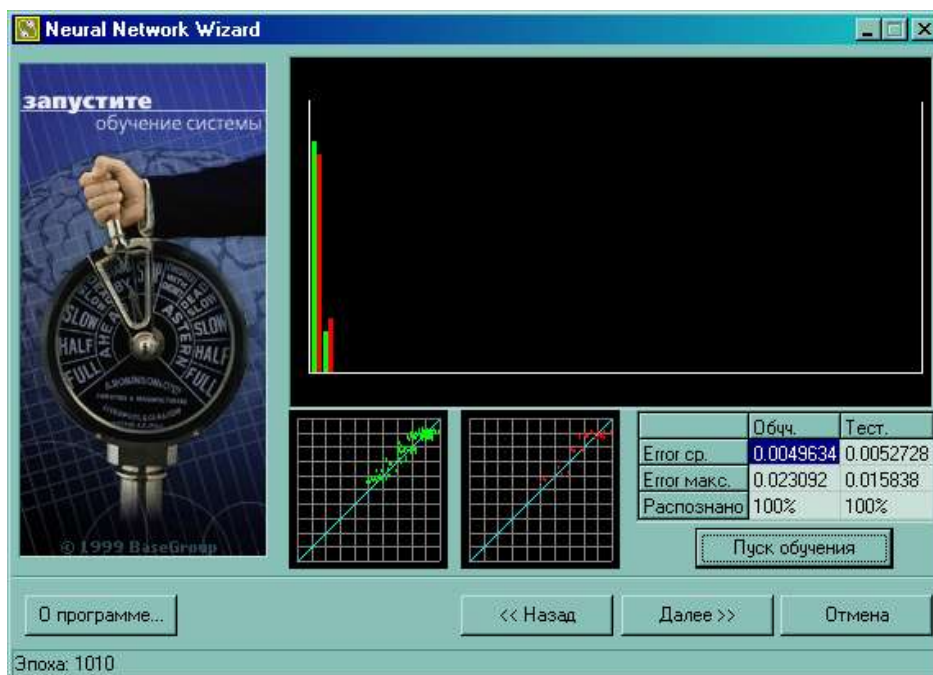 Neural Network Wizard
запустите
обучение системы
STOP
SLOW
HALF
FULL
AHEAD
ASTERN
SLOW
HALF
FULL
© 1999 BaseGroup
Обуч. Тест.
Error ср. 0.0049634 0.0052728
Error макс. 0.023092 0.015838
Распознано 100% 100%
Пуск обучения
О программе... << Назад Далее >> Отмена
Эпоха: 1010